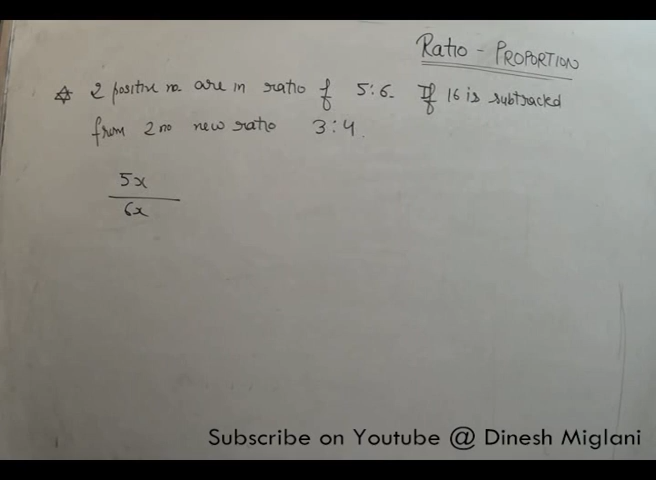 RATIO - PROPORTION
2 positive no. are in ratio of 5:6. If 16 is subtracted
from 2 no new ratio 3:4.
5x
6x
Subscribe on Youtube @ Dinesh Miglani